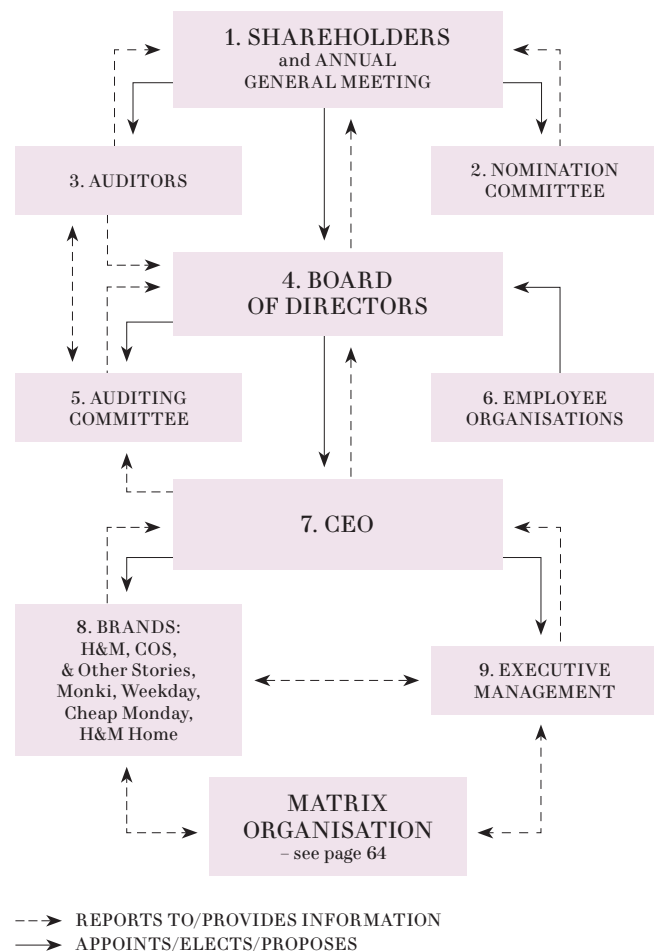 1. SHAREHOLDERS
and ANNUAL
GENERAL MEETING
3. AUDITORS
2. NOMINATION
COMMITTEE
4. BOARD
OF DIRECTORS
5. AUDITING
COMMITTEE
6. EMPLOYEE
ORGANISATIONS
7. CEO
8. BRANDS:
H&M, COS,
& Other Stories,
Monki, Weekday,
Cheap Monday,
H&M Home
9. EXECUTIVE
MANAGEMENT
MATRIX
ORGANISATION
– see page 64
REPORTS TO/PROVIDES INFORMATION
APPOINTS/ELECTS/PROPOSES